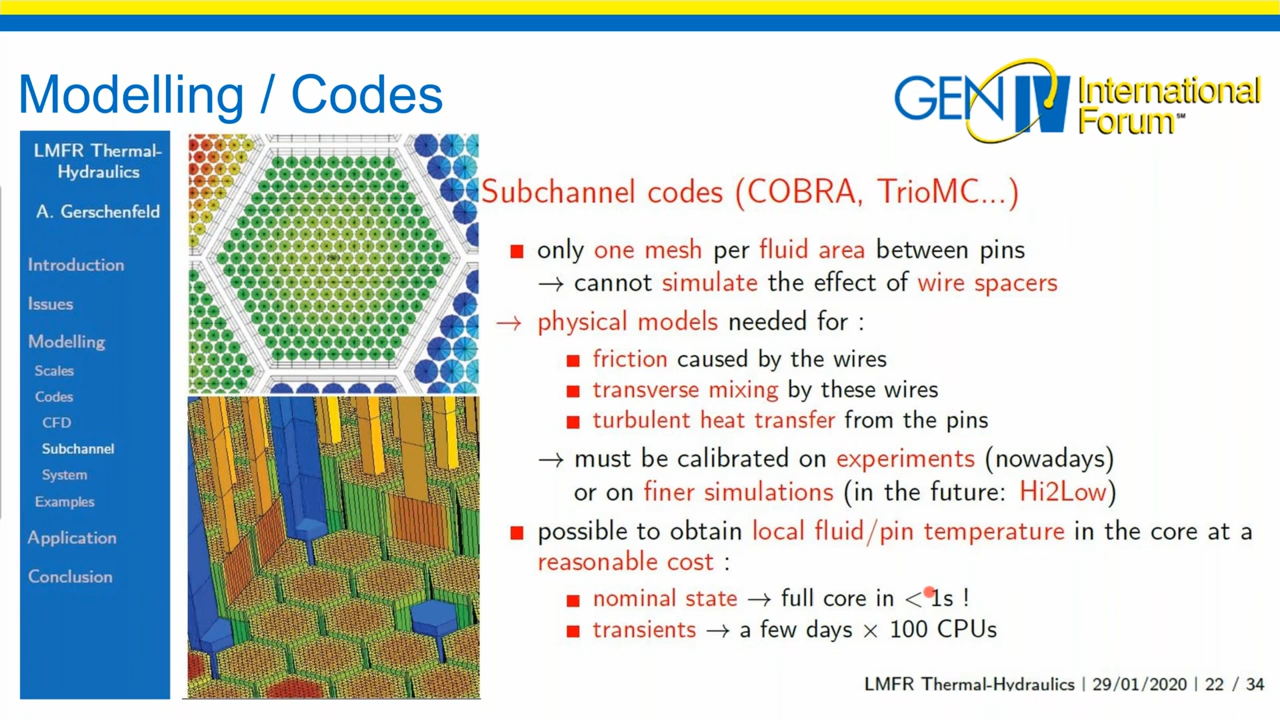 Modelling / Codes
GEN IV International
Forum℠
LMFR Thermal-
Hydraulics
A. Gerschenfeld
Introduction
Issues
Modelling
Scales
Codes
CFD
Subchannel
System
Examples
Application
Conclusion
Subchannel codes (COBRA, TrioMC...)
■ only one mesh per fluid area between pins
→ cannot simulate the effect of wire spacers
→ physical models needed for :
■ friction caused by the wires
■ transverse mixing by these wires
■ turbulent heat transfer from the pins
→ must be calibrated on experiments (nowadays)
or on finer simulations (in the future: Hi2Low)
■ possible to obtain local fluid/pin temperature in the core at a
reasonable cost :
■ nominal state → full core in < 1s !
■ transients → a few days × 100 CPUs
LMFR Thermal-Hydraulics | 29/01/2020 | 22 / 34